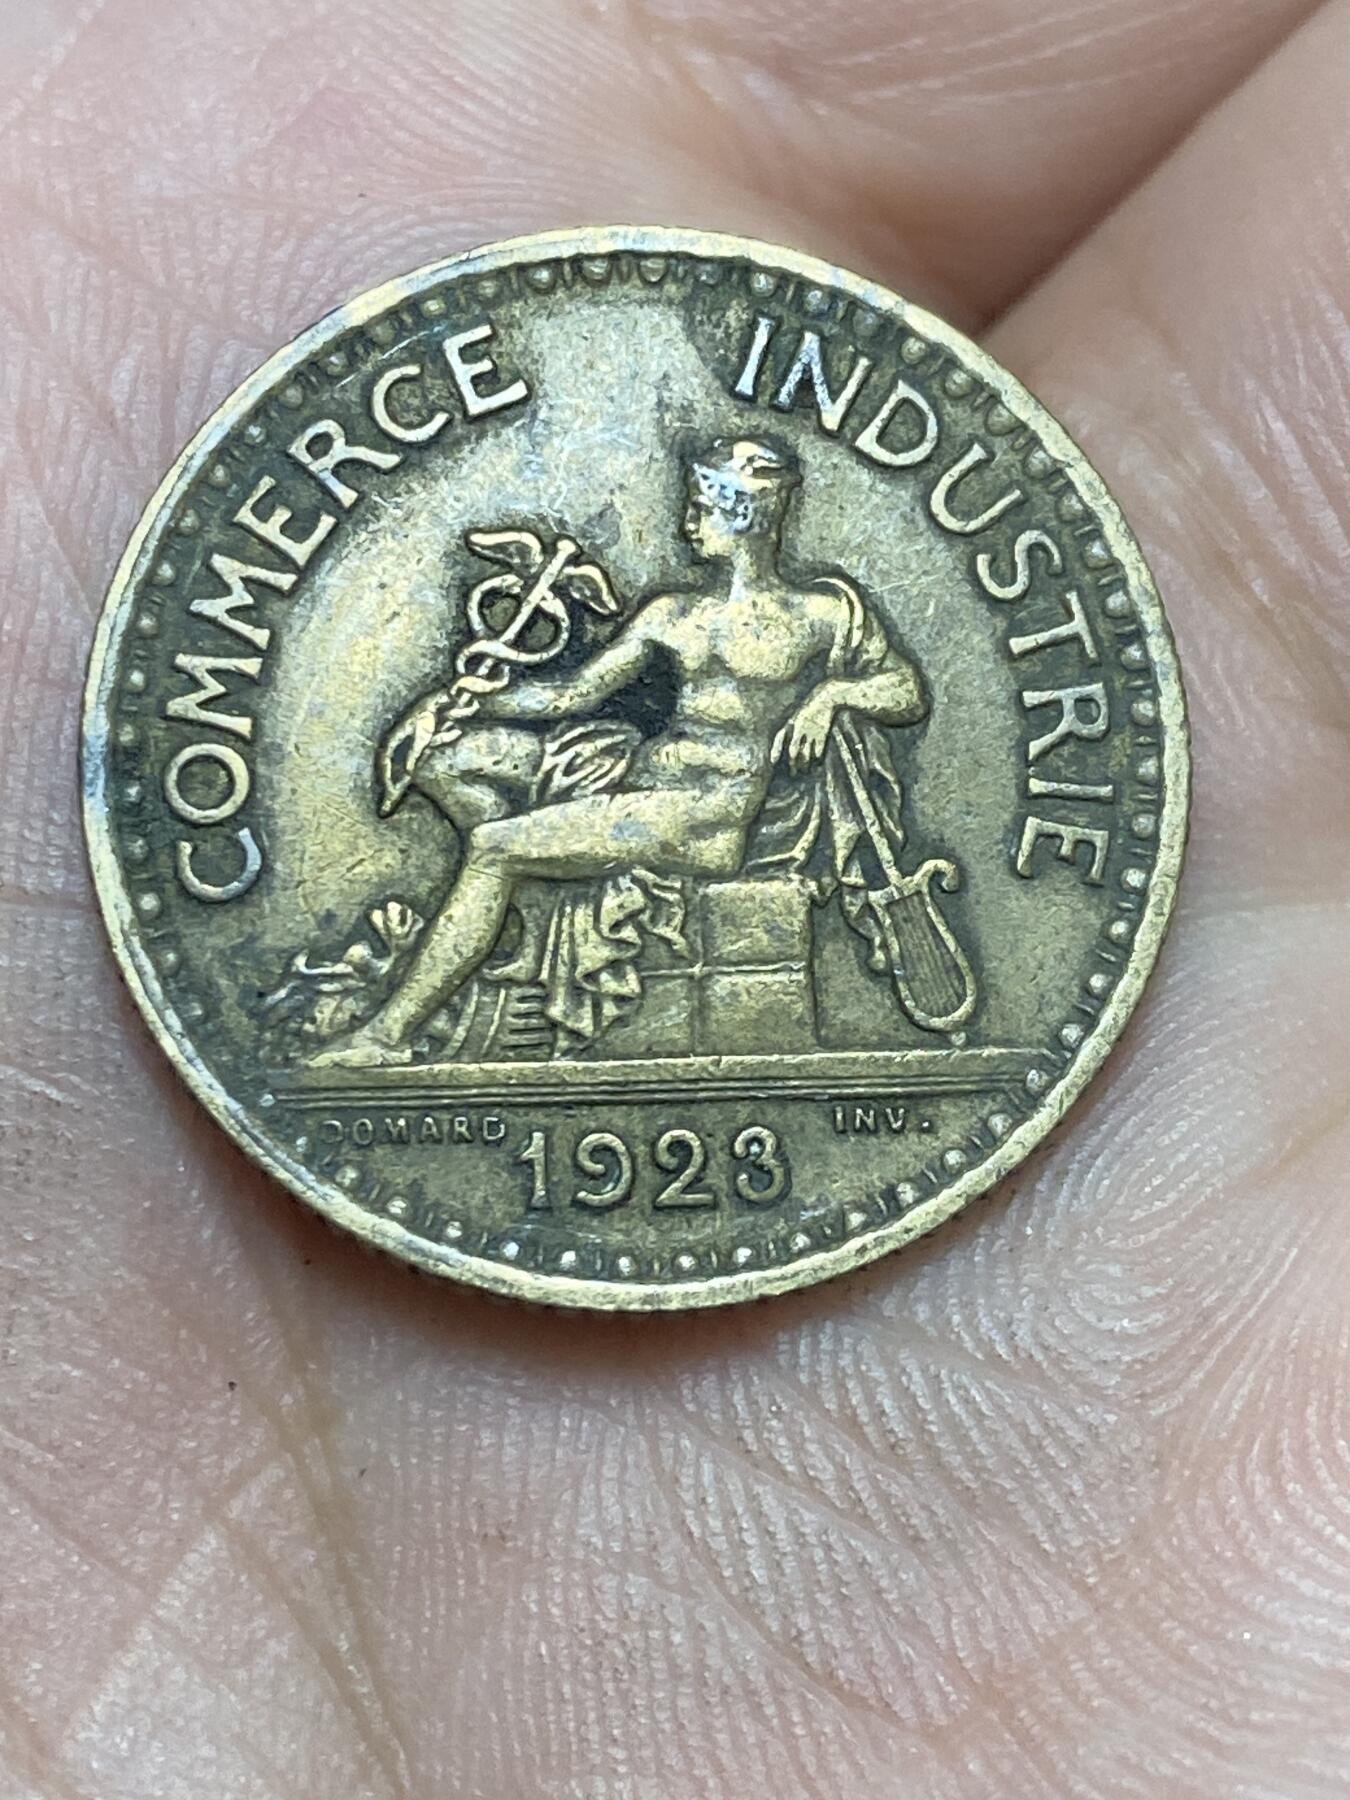 COMMERCE INDUSTRIE
DOMARD INV.
1923